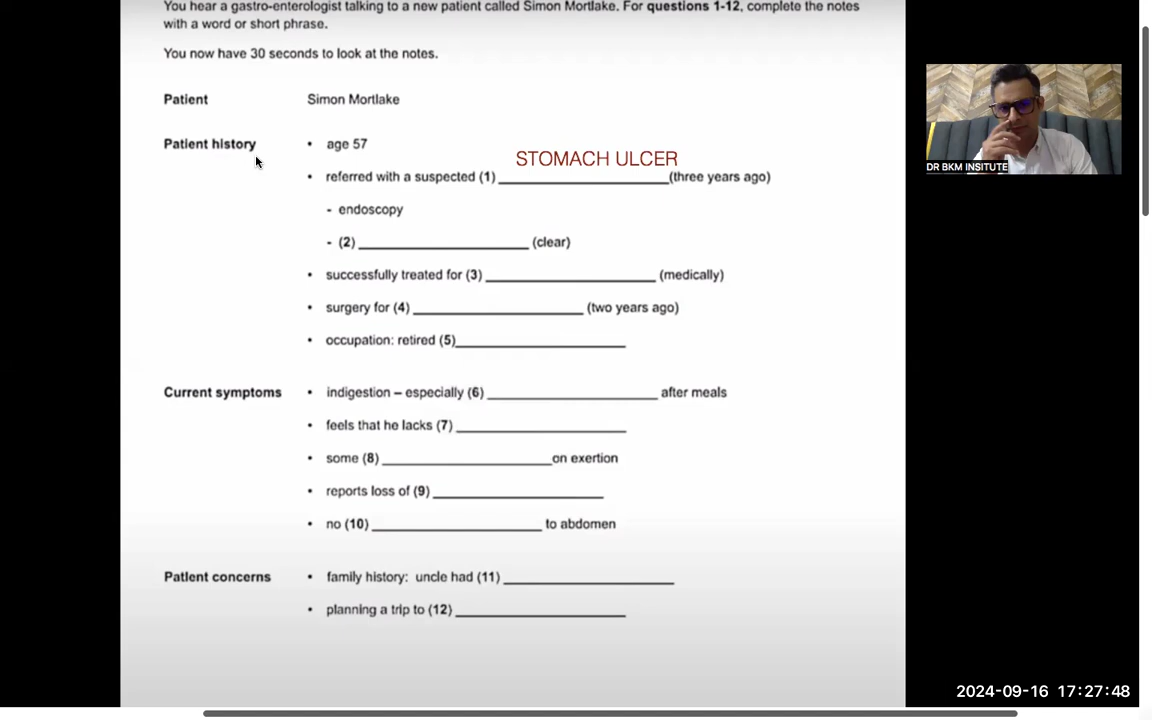 You hear a gastro-enterologist talking to a new patient called Simon Mortlake. For questions 1-12, complete the notes
with a word or short phrase.
You now have 30 seconds to look at the notes.
Patient Simon Mortlake
Patient history • age 57
STOMACH ULCER
• referred with a suspected (1) ____________________(three years ago)
- endoscopy
- (2) ____________________ (clear)
• successfully treated for (3) ____________________ (medically)
• surgery for (4) ____________________ (two years ago)
• occupation: retired (5)____________________
Current symptoms • indigestion – especially (6) ____________________ after meals
• feels that he lacks (7) ____________________
• some (8) ____________________on exertion
• reports loss of (9) ____________________
• no (10) ____________________ to abdomen
Patient concerns • family history: uncle had (11) ____________________
• planning a trip to (12) ____________________
DR BKM INSITUTE
2024-09-16 17:27:48